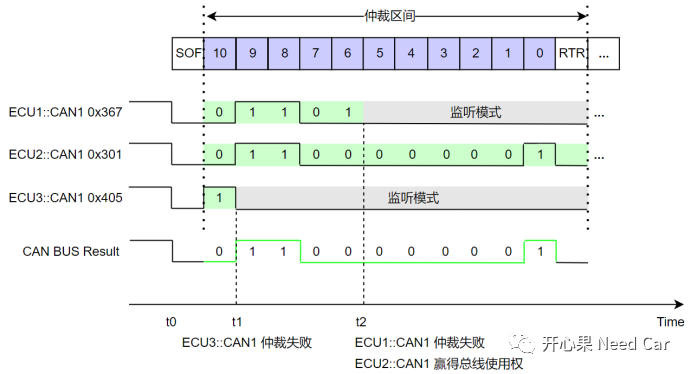 仲裁区间
SOF 10 9 8 7 6 5 4 3 2 1 0 RTR ...
ECU1::CAN1 0x367 0 1 1 0 1 监听模式 ...
ECU2::CAN1 0x301 0 1 1 0 0 0 0 0 0 0 1 ...
ECU3::CAN1 0x405 1 监听模式
CAN BUS Result 0 1 1 0 0 0 0 0 0 0 1
t0 t1 t2 Time
ECU3::CAN1 仲裁失败 ECU1::CAN1 仲裁失败
ECU2::CAN1 赢得总线使用权
开心果 Need Car